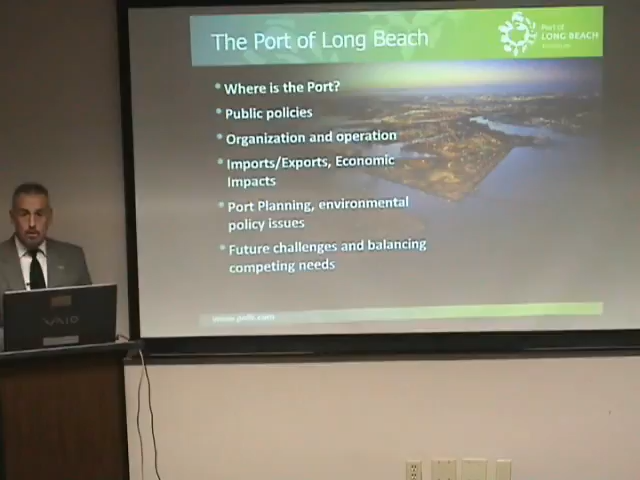 The Port of Long Beach
Port of
LONG BEACH
• Where is the Port?
• Public policies
• Organization and operation
• Imports/Exports, Economic
Impacts
• Port Planning, environmental
policy issues
• Future challenges and balancing
competing needs
www.polb.com
VAIO